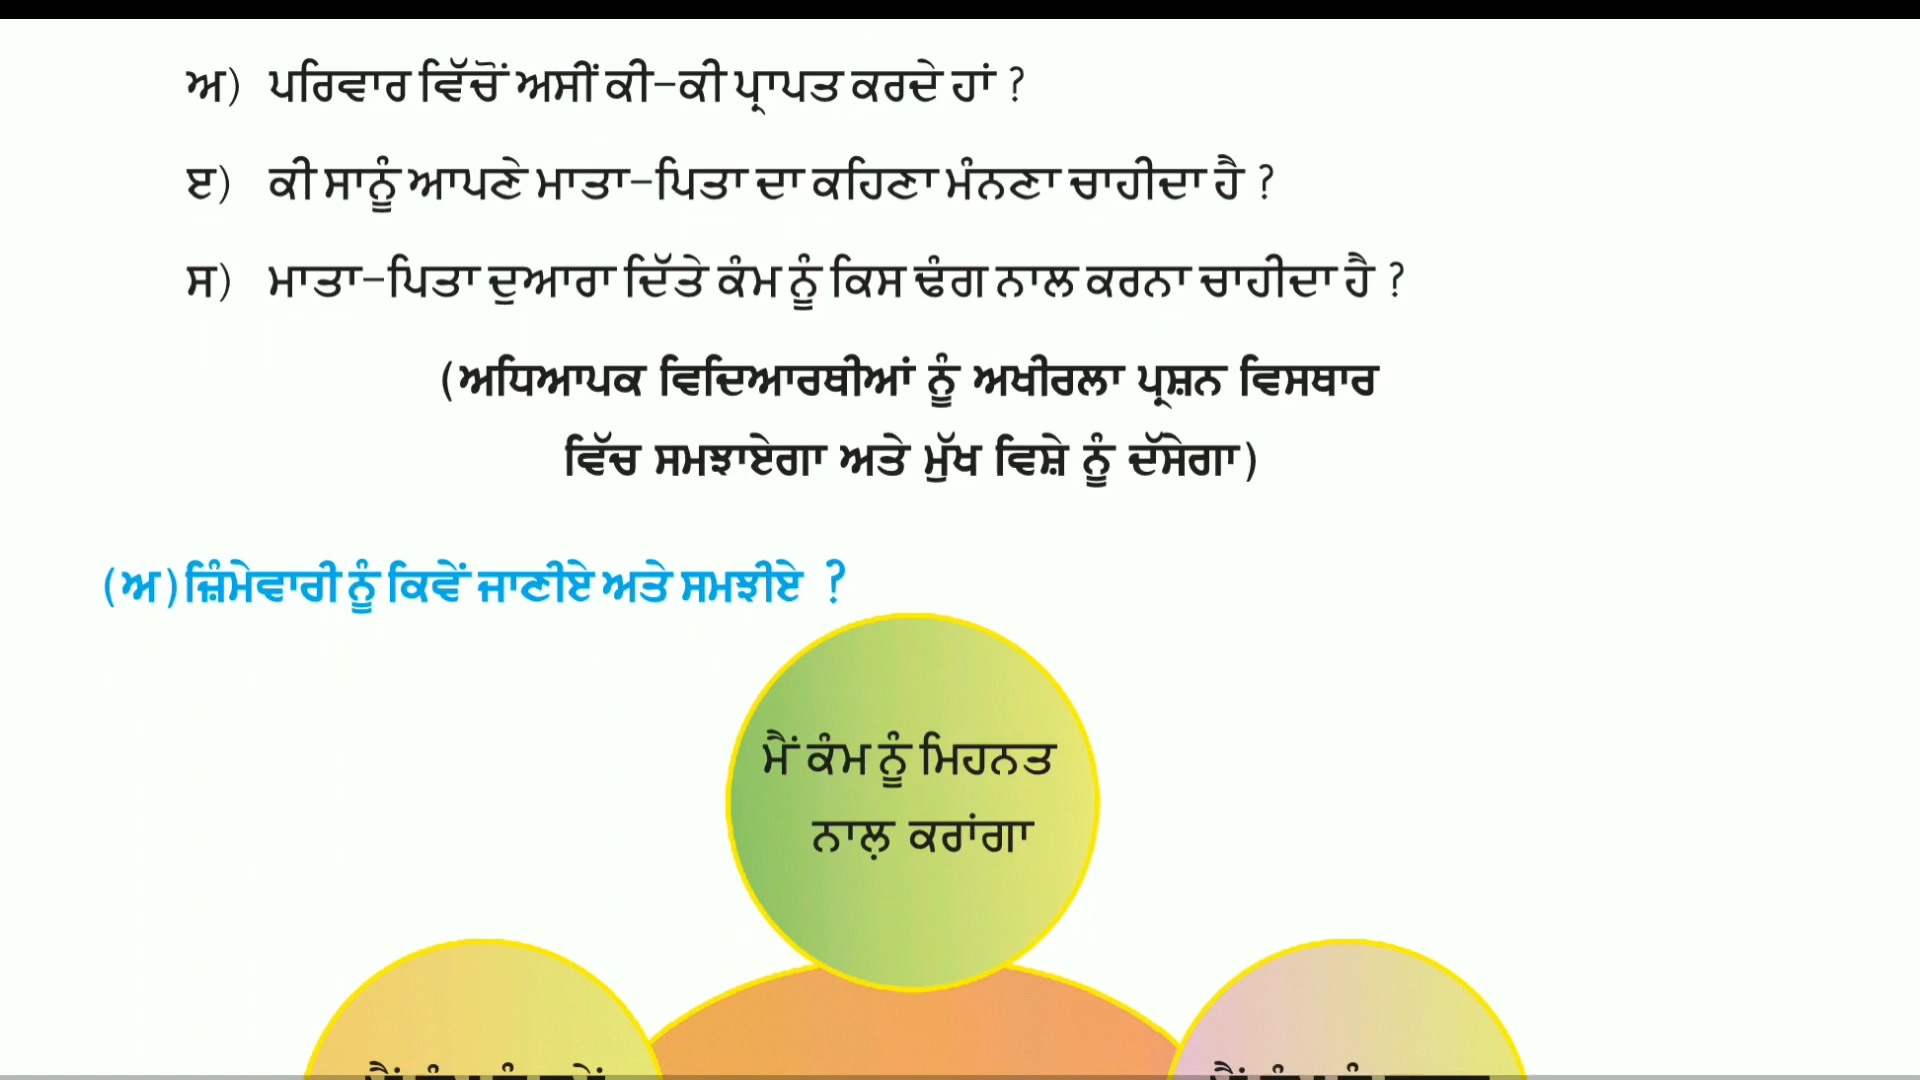 ਅ) ਪਰਿਵਾਰ ਵਿੱਚੋਂ ਅਸੀਂ ਕੀ-ਕੀ ਪ੍ਰਾਪਤ ਕਰਦੇ ਹਾਂ ?
ੲ) ਕੀ ਸਾਨੂੰ ਆਪਣੇ ਮਾਤਾ-ਪਿਤਾ ਦਾ ਕਹਿਣਾ ਮੰਨਣਾ ਚਾਹੀਦਾ ਹੈ ?
ਸ) ਮਾਤਾ-ਪਿਤਾ ਦੁਆਰਾ ਦਿੱਤੇ ਕੰਮ ਨੂੰ ਕਿਸ ਢੰਗ ਨਾਲ ਕਰਨਾ ਚਾਹੀਦਾ ਹੈ ?
(ਅਧਿਆਪਕ ਵਿਦਿਆਰਥੀਆਂ ਨੂੰ ਅਖੀਰਲਾ ਪ੍ਰਸ਼ਨ ਵਿਸਥਾਰ
ਵਿੱਚ ਸਮਝਾਏਗਾ ਅਤੇ ਮੁੱਖ ਵਿਸ਼ੇ ਨੂੰ ਦੱਸੇਗਾ)
(ਅ) ਜ਼ਿੰਮੇਵਾਰੀ ਨੂੰ ਕਿਵੇਂ ਜਾਣੀਏ ਅਤੇ ਸਮਝੀਏ ?
ਮੈਂ ਕੰਮ ਨੂੰ ਮਿਹਨਤ
ਨਾਲ਼ ਕਰਾਂਗਾ